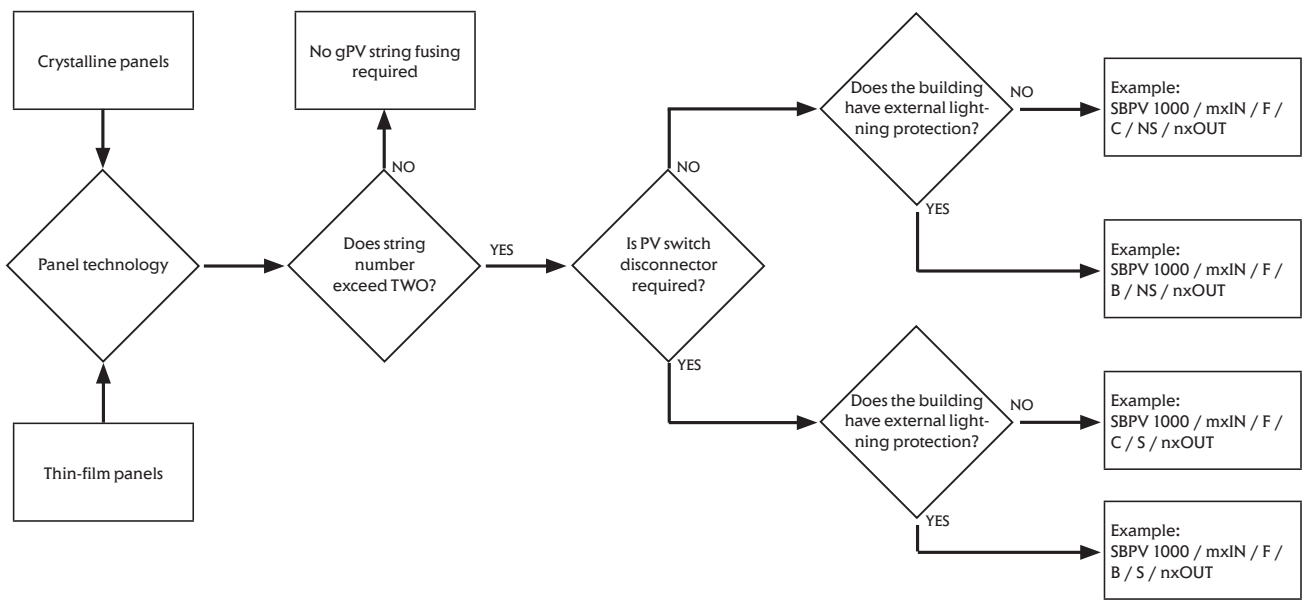 Crystalline panels
Panel technology
Thin-film panels
No gPV string fusing
required
NO
Does string
number
exceed TWO?
YES
Is PV switch
disconnector
required?
NO
YES
Does the building
have external light-
ning protection?
NO
YES
Example:
SBPV 1000 / mxIN / F /
C / NS / nxOUT
Example:
SBPV 1000 / mxIN / F /
B / NS / nxOUT
Does the building
have external light-
ning protection?
NO
YES
Example:
SBPV 1000 / mxIN / F /
C / S / nxOUT
Example:
SBPV 1000 / mxIN / F /
B / S / nxOUT